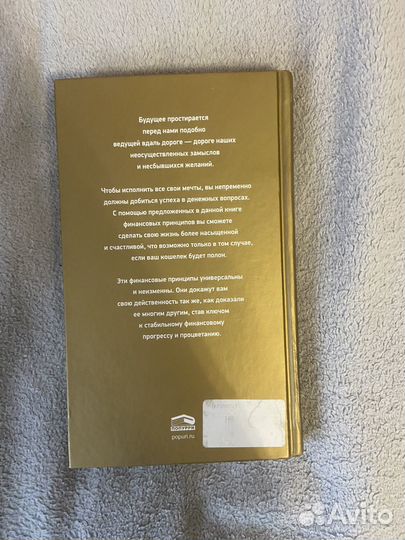 Будущее простирается
перед нами подобно
ведущей вдаль дороге — дороге наших
неосуществленных замыслов
и несбывшихся желаний.
Чтобы исполнить все свои мечты, вы непременно
должны добиться успеха в денежных вопросах.
С помощью предложенных в данной книге
финансовых принципов вы сможете
сделать свою жизнь более насыщенной
и счастливой, что возможно только в том случае,
если ваш кошелек будет полон.
Эти финансовые принципы универсальны
и неизменны. Они докажут вам
свою действенность так же, как доказали
ее многим другим, став ключом
к стабильному финансовому
прогрессу и процветанию.
ПОПУРРИ
popuri.ru
Avito